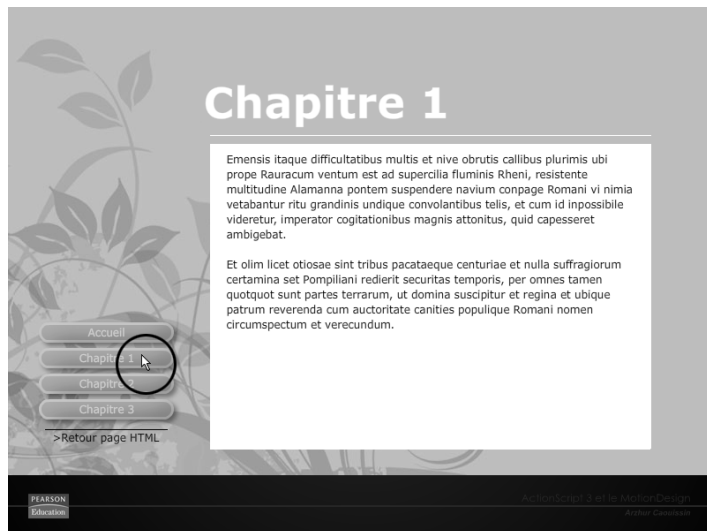 Chapitre 1
Emensis itaque difficultatibus multis et nive obrutis callibus plurimis ubi
prope Rauracum ventum est ad supercilia fluminis Rheni, resistente
multitudine Alamanna pontem suspendere navium conpage Romani vi nimia
vetabantur ritu grandinis undique convolantibus telis, et cum id inpossibile
videretur, imperator cogitationibus magnis attonitus, quid capesseret
ambigebat.
Et olim licet otiosae sint tribus pacataeque centuriae et nulla suffragiorum
certamina set Pompiliani redierit securitas temporis, per omnes tamen
quotquot sunt partes terrarum, ut domina suscipitur et regina et ubique
patrum reverenda cum auctoritate canities populique Romani nomen
circumspectum et verecundum.
Accueil
Chapitre 1
Chapitre 2
Chapitre 3
>Retour page HTML
PEARSON
Education
ActionScript 3 et le MotionDesign
Arthur